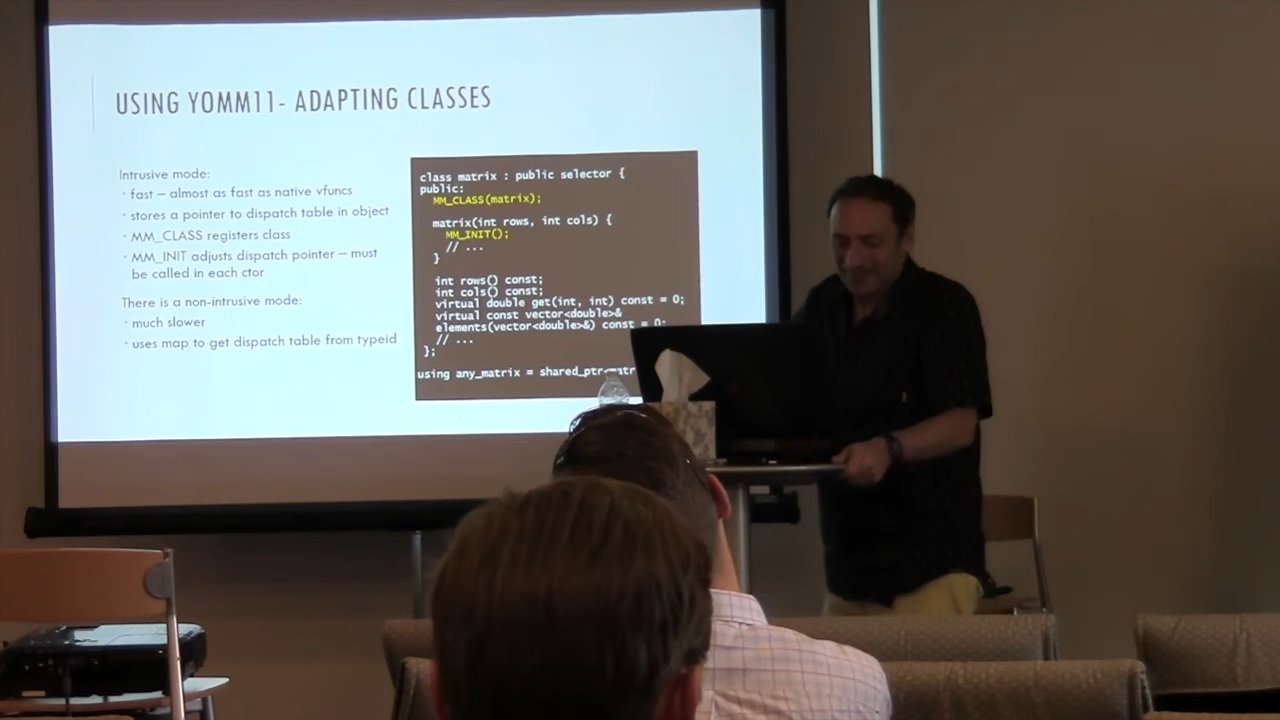 USING YOMM11- ADAPTING CLASSES
Intrusive mode:
fast – almost as fast as native vfuncs
stores a pointer to dispatch table in object
MM_CLASS registers class
MM_INIT adjusts dispatch pointer – must
be called in each ctor
There is a non-intrusive mode:
much slower
uses map to get dispatch table from typeid
class matrix : public selector {
public:
MM_CLASS(matrix);
matrix(int rows, int cols) {
MM_INIT();
// ...
}
int rows() const;
int cols() const;
virtual double get(int, int) const = 0;
virtual const vector<double>&
elements(vector<double>&) const = 0;
// ...
};
using any_matrix = shared_ptr<matr